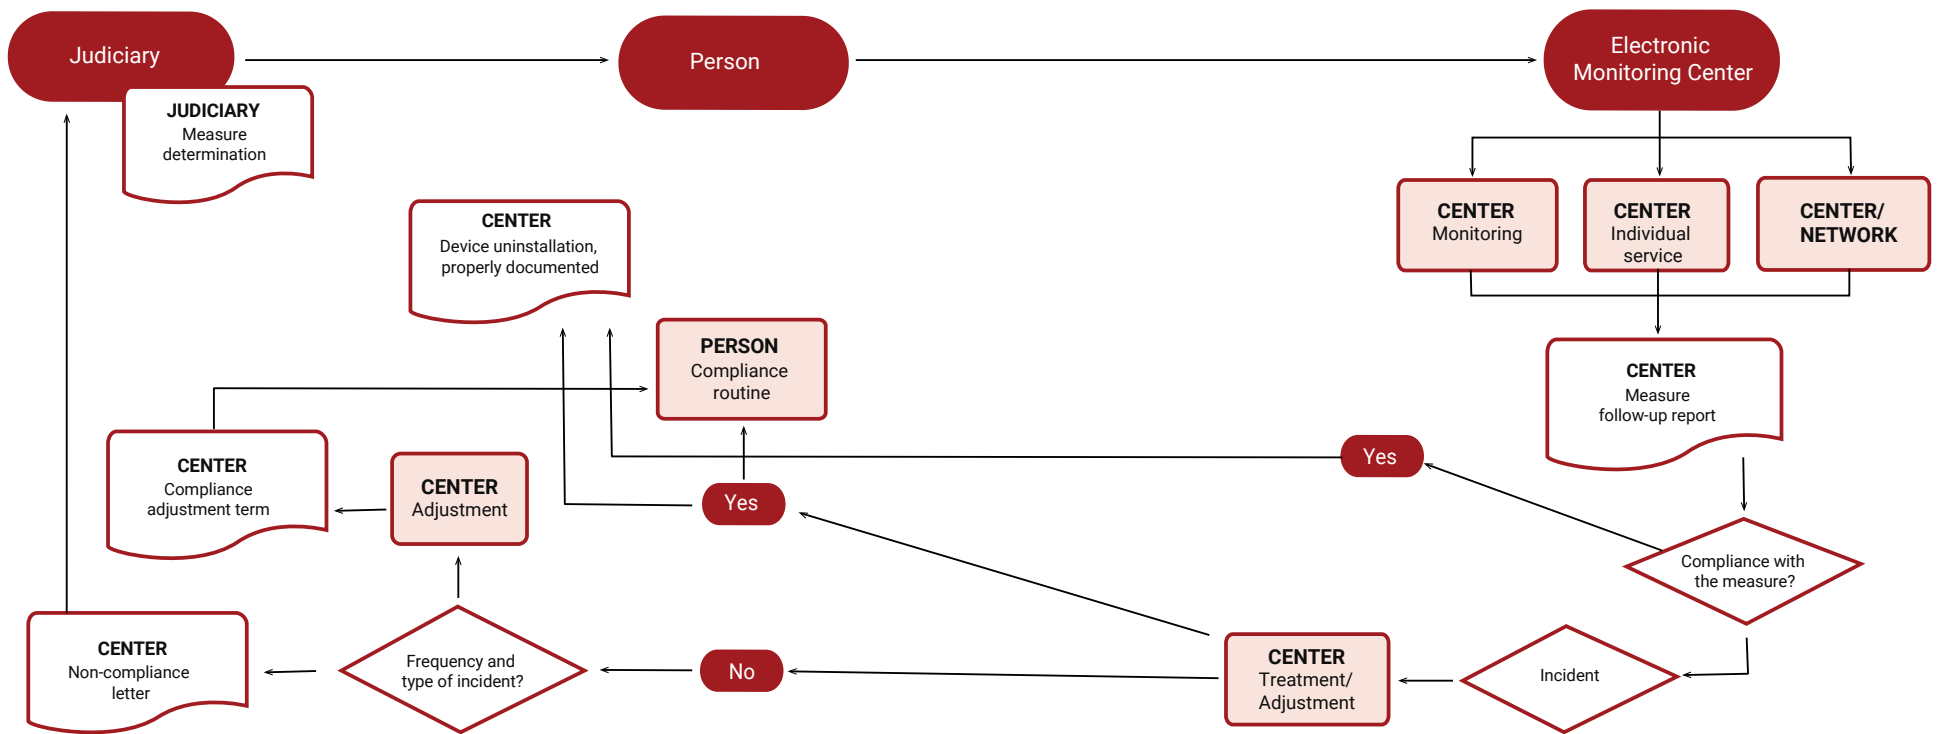 Judiciary
Person
Electronic
Monitoring Center
JUDICIARY
Measure
determination
CENTER
Monitoring
CENTER
Individual
service
CENTER/
NETWORK
CENTER
Device uninstallation,
properly documented
PERSON
Compliance
routine
CENTER
Measure
follow-up report
Yes
CENTER
Compliance
adjustment term
CENTER
Adjustment
Yes
Compliance with
the measure?
CENTER
Non-compliance
letter
Frequency and
type of incident?
No
CENTER
Treatment/
Adjustment
Incident